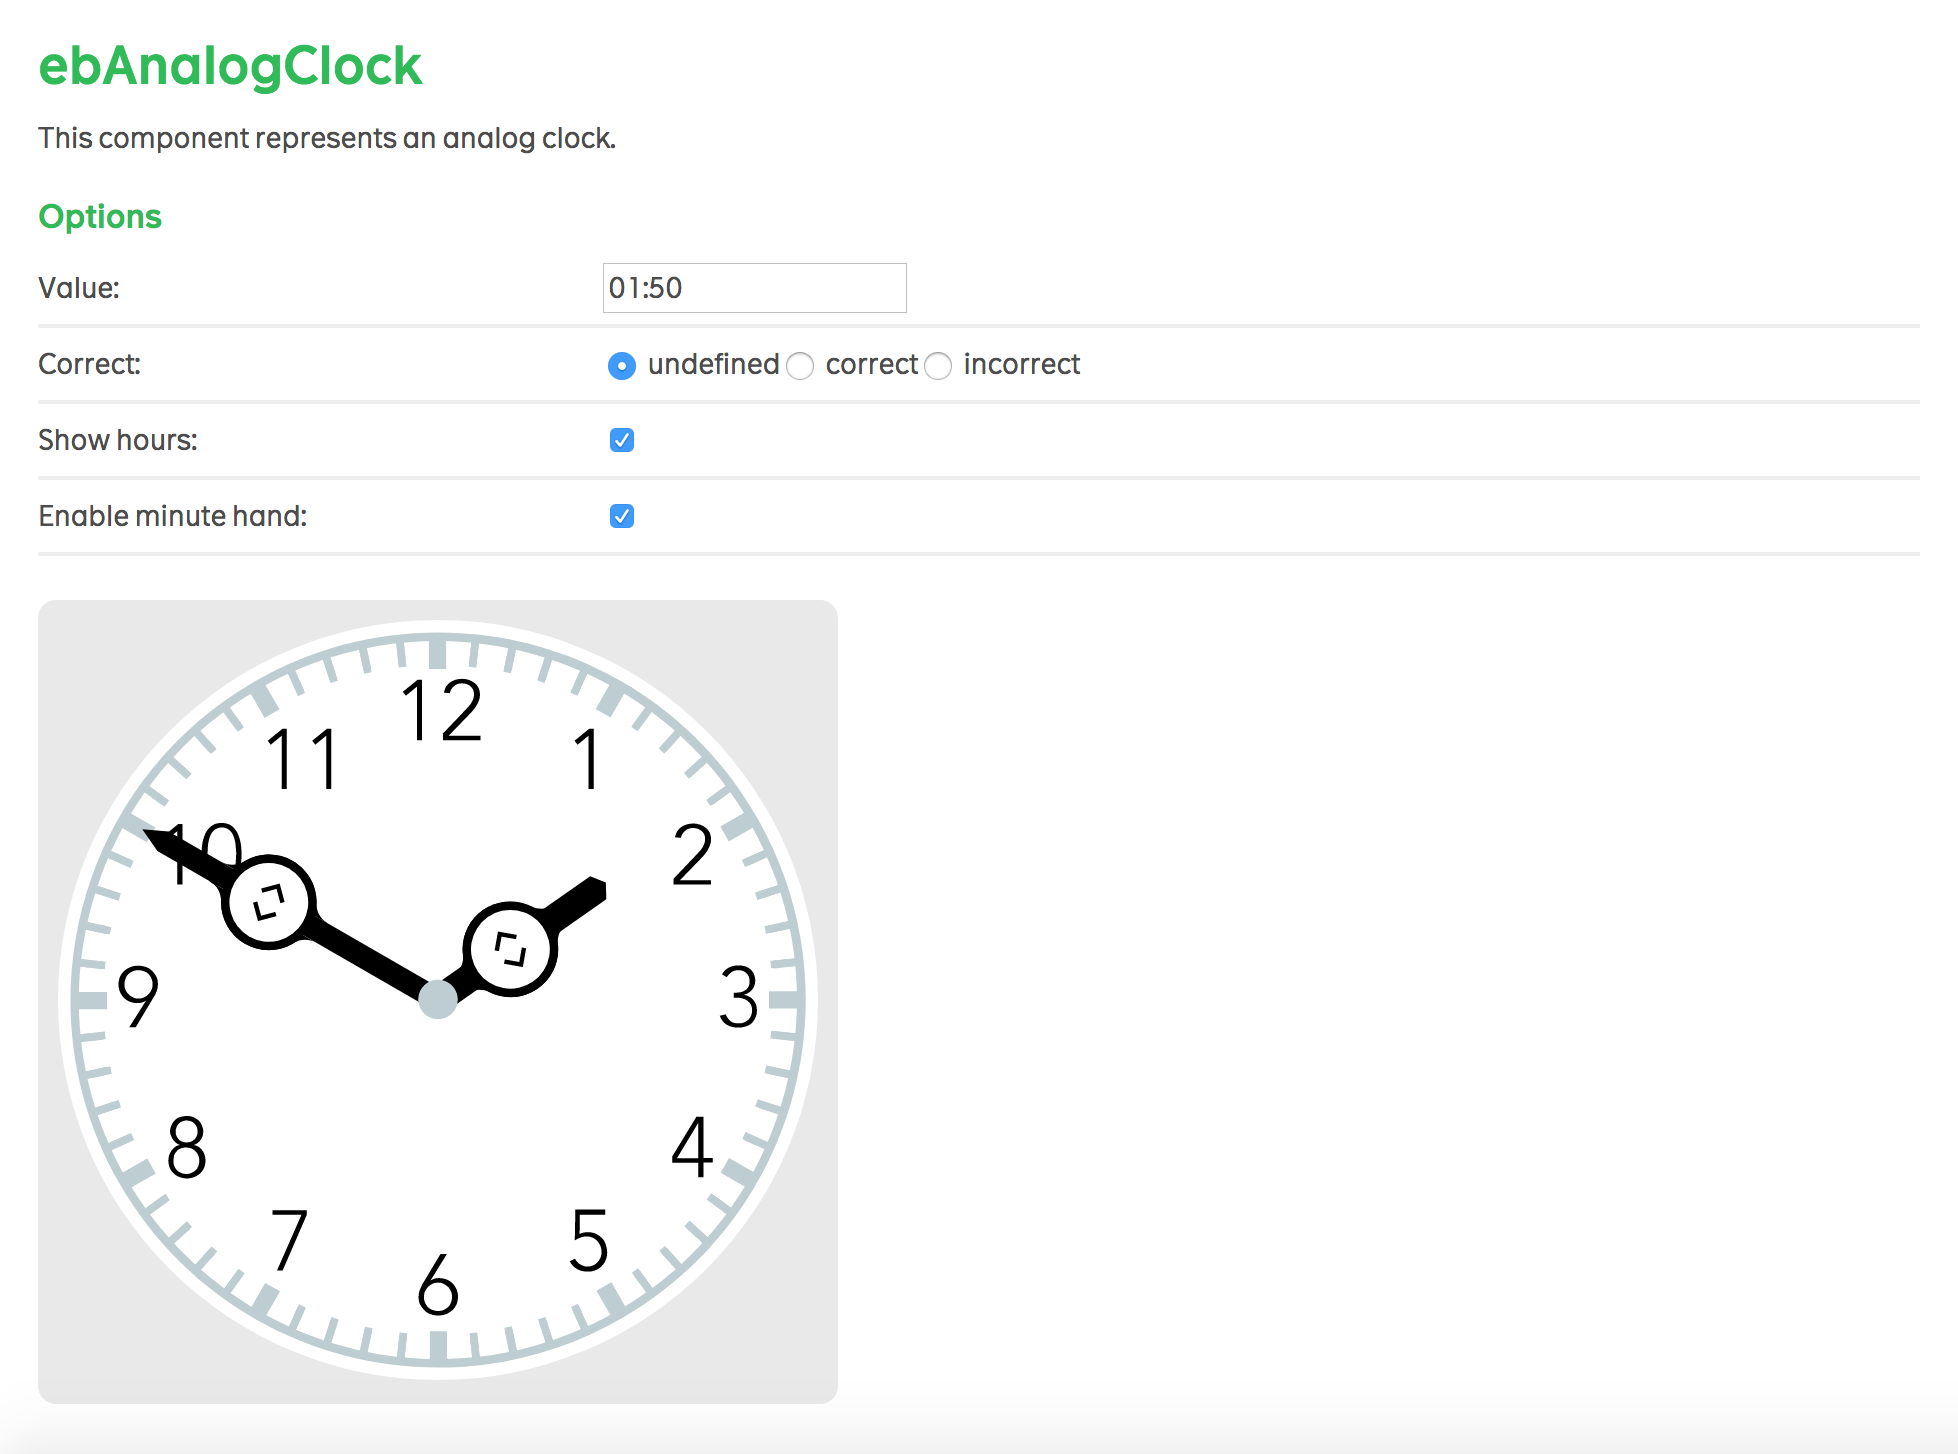 ebAnalogClock
This component represents an analog clock.
Options
Value: 01:50
Correct: undefined correct incorrect
Show hours:
Enable minute hand:
12
11 1
10 2
9 3
8 4
7 5
6